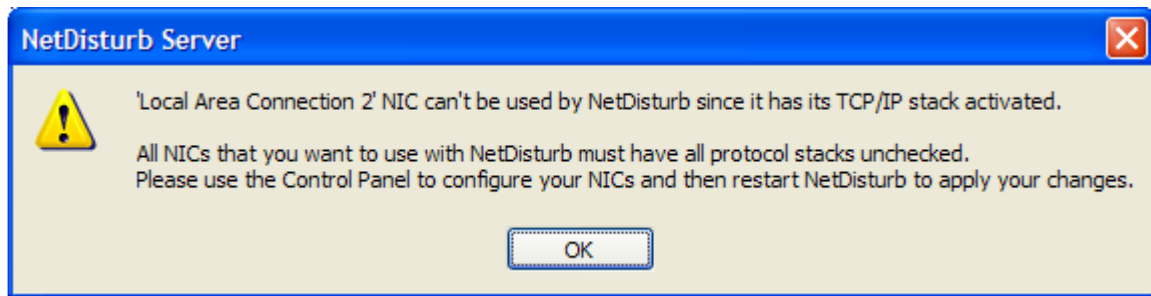 NetDisturb Server
'Local Area Connection 2' NIC can't be used by NetDisturb since it has its TCP/IP stack activated.
All NICs that you want to use with NetDisturb must have all protocol stacks unchecked.
Please use the Control Panel to configure your NICs and then restart NetDisturb to apply your changes.
OK